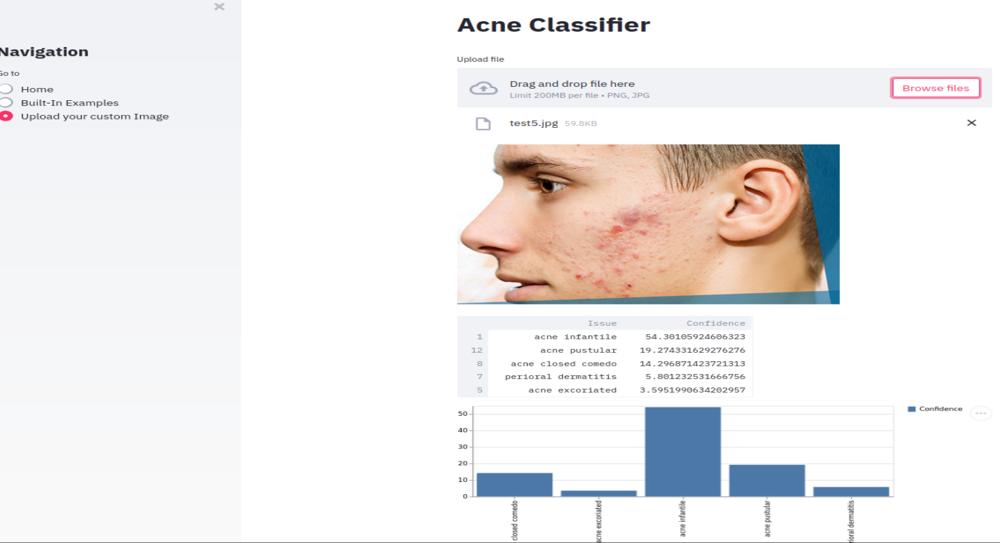 Navigation
Go to
Home
Built-In Examples
Upload your custom Image
Acne Classifier
Upload file
Drag and drop file here
Limit 200MB per file • PNG, JPG
Browse files
test5.jpg 59.8KB
Issue Confidence
1 acne infantile 54.30105924606323
12 acne pustular 19.274331629276276
8 acne closed comedo 14.296871423721313
7 perioral dermatitis 5.801232531666756
5 acne excoriated 3.5951990634202957
Confidence
50
40
30
20
10
0
closed comedo
acne excoriated
acne infantile
acne pustular
ioral dermatitis